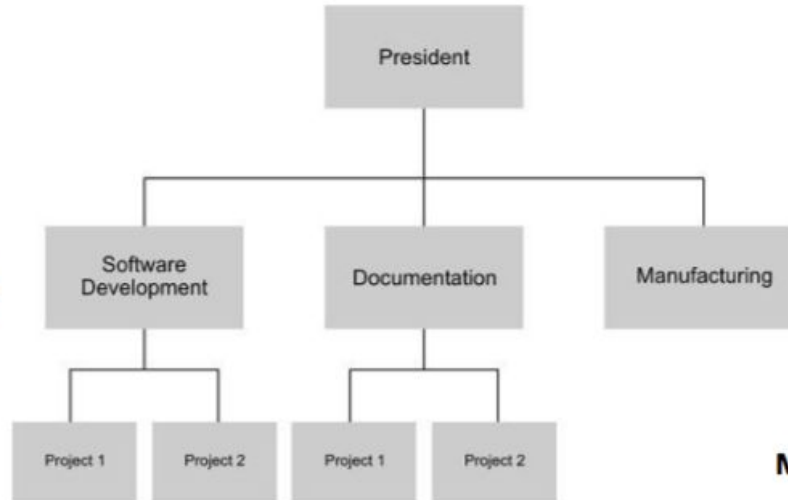 President
Software
Development
Documentation
Manufacturing
Project 1
Project 2
Project 1
Project 2